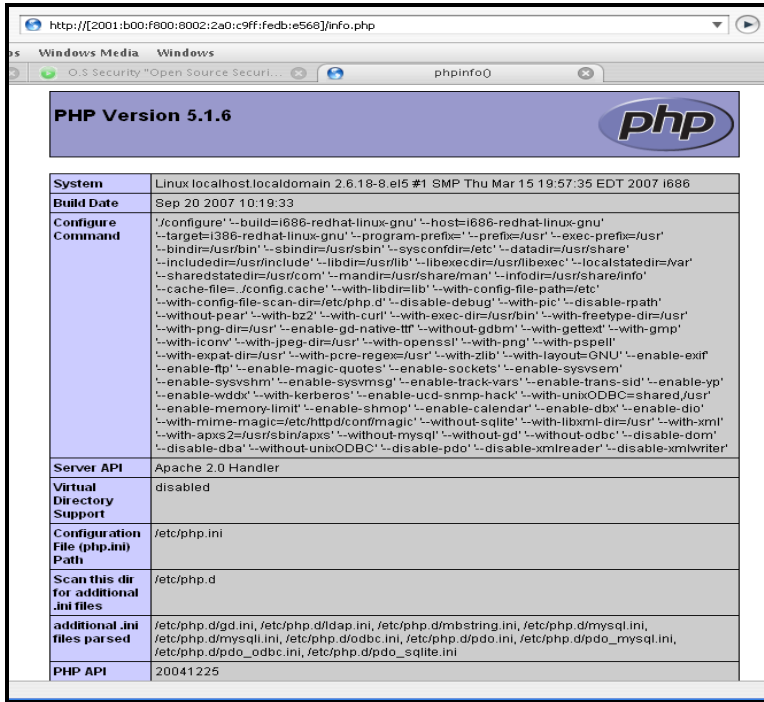 http://[2001:b00:f800:8002:2a0:c9ff:fedb:e568]/info.php
Windows Media Windows
O.S Security "Open Source Securi...
phpinfo()
PHP Version 5.1.6
php
System Linux localhost.localdomain 2.6.18-8.el5 #1 SMP Thu Mar 15 19:57:35 EDT 2007 i686
Build Date Sep 20 2007 10:19:33
Configure Command
'./configure' '--build=i686-redhat-linux-gnu' '--host=i686-redhat-linux-gnu'
'--target=i386-redhat-linux-gnu' '--program-prefix=' '--prefix=/usr' '--exec-prefix=/usr'
'--bindir=/usr/bin' '--sbindir=/usr/sbin' '--sysconfdir=/etc' '--datadir=/usr/share'
'--includedir=/usr/include' '--libdir=/usr/lib' '--libexecdir=/usr/libexec' '--localstatedir=/var'
'--sharedstatedir=/usr/com' '--mandir=/usr/share/man' '--infodir=/usr/share/info'
'--cache-file=../config.cache' '--with-libdir=lib' '--with-config-file-path=/etc'
'--with-config-file-scan-dir=/etc/php.d' '--disable-debug' '--with-pic' '--disable-rpath'
'--without-pear' '--with-bz2' '--with-curl' '--with-exec-dir=/usr/bin' '--with-freetype-dir=/usr'
'--with-png-dir=/usr' '--enable-gd-native-ttf' '--without-gdbm' '--with-gettext' '--with-gmp'
'--with-iconv' '--with-jpeg-dir=/usr' '--with-openssl' '--with-png' '--with-pspell'
'--with-expat-dir=/usr' '--with-pcre-regex=/usr' '--with-zlib' '--with-layout=GNU' '--enable-exif'
'--enable-ftp' '--enable-magic-quotes' '--enable-sockets' '--enable-sysvsem'
'--enable-sysvshm' '--enable-sysvmsg' '--enable-track-vars' '--enable-trans-sid' '--enable-yp'
'--enable-wddx' '--with-kerberos' '--enable-ucd-snmp-hack' '--with-unixODBC=shared,/usr'
'--enable-memory-limit' '--enable-shmop' '--enable-calendar' '--enable-dbx' '--enable-dio'
'--with-mime-magic=/etc/httpd/conf/magic' '--without-sqlite' '--with-libxml-dir=/usr' '--with-xml'
'--with-apxs2=/usr/sbin/apxs' '--without-mysql' '--without-gd' '--without-odbc' '--disable-dom'
'--disable-dba' '--without-unixODBC' '--disable-pdo' '--disable-xmlreader' '--disable-xmlwriter'
Server API Apache 2.0 Handler
Virtual Directory Support disabled
Configuration File (php.ini) Path /etc/php.ini
Scan this dir for additional .ini files /etc/php.d
additional .ini files parsed
/etc/php.d/gd.ini, /etc/php.d/ldap.ini, /etc/php.d/mbstring.ini, /etc/php.d/mysql.ini,
/etc/php.d/mysqli.ini, /etc/php.d/odbc.ini, /etc/php.d/pdo.ini, /etc/php.d/pdo_mysql.ini,
/etc/php.d/pdo_odbc.ini, /etc/php.d/pdo_sqlite.ini
PHP API 20041225